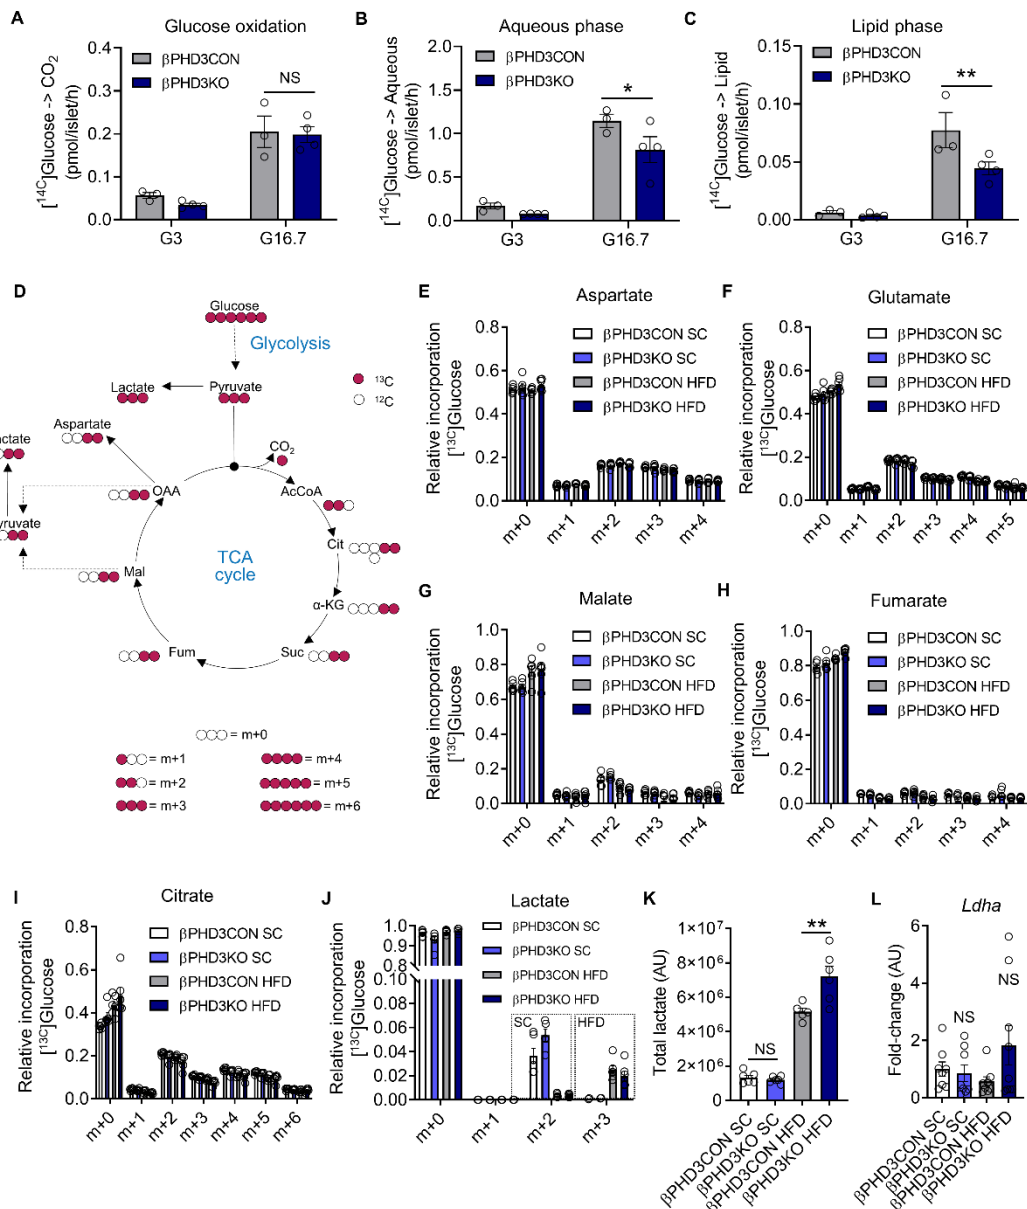 A
Glucose oxidation
[¹⁴C]Glucose -> CO₂
(pmol/islet/h)
0.4
0.3
0.2
0.1
0.0
βPHD3CON
βPHD3KO
NS
G3
G16.7
B
Aqueous phase
[¹⁴C]Glucose -> Aqueous
(pmol/islet/h)
2.0
1.5
1.0
0.5
0.0
βPHD3CON
βPHD3KO
*
G3
G16.7
C
Lipid phase
[¹⁴C]Glucose -> Lipid
(pmol/islet/h)
0.15
0.10
0.05
0.00
βPHD3CON
βPHD3KO
**
G3
G16.7
D
Glucose
Glycolysis
Lactate
Pyruvate
¹³C
¹²C
Aspartate
CO₂
actate
OAA
AcCoA
yruvate
Cit
TCA
cycle
Mal
α-KG
Fum
Suc
= m+0
= m+1
= m+4
= m+2
= m+5
= m+3
= m+6
E
Aspartate
Relative incorporation
[¹³C]Glucose
0.8
0.6
0.4
0.2
0.0
βPHD3CON SC
βPHD3KO SC
βPHD3CON HFD
βPHD3KO HFD
m+0
m+1
m+2
m+3
m+4
F
Glutamate
Relative incorporation
[¹³C]Glucose
0.8
0.6
0.4
0.2
0.0
βPHD3CON SC
βPHD3KO SC
βPHD3CON HFD
βPHD3KO HFD
m+0
m+1
m+2
m+3
m+4
m+5
G
Malate
Relative incorporation
[¹³C]Glucose
1.0
0.8
0.6
0.4
0.2
0.0
βPHD3CON SC
βPHD3KO SC
βPHD3CON HFD
βPHD3KO HFD
m+0
m+1
m+2
m+3
m+4
H
Fumarate
Relative incorporation
[¹³C]Glucose
1.0
0.8
0.6
0.4
0.2
0.0
βPHD3CON SC
βPHD3KO SC
βPHD3CON HFD
βPHD3KO HFD
m+0
m+1
m+2
m+3
m+4
I
Citrate
Relative incorporation
[¹³C]Glucose
0.8
0.6
0.4
0.2
0.0
βPHD3CON SC
βPHD3KO SC
βPHD3CON HFD
βPHD3KO HFD
m+0
m+1
m+2
m+3
m+4
m+5
m+6
J
Lactate
Relative incorporation
[¹³C]Glucose
1.0
0.9
0.8
0.7
0.6
0.06
0.04
0.02
0.00
βPHD3CON SC
βPHD3KO SC
βPHD3CON HFD
βPHD3KO HFD
SC
HFD
m+0
m+1
m+2
m+3
K
Total lactate (AU)
1×10⁷
8×10⁶
6×10⁶
4×10⁶
2×10⁶
0
NS
**
βPHD3CON SC
βPHD3KO SC
βPHD3CON HFD
βPHD3KO HFD
L
Ldha
Fold-change (AU)
6
4
2
0
NS
NS
βPHD3CON SC
βPHD3KO SC
βPHD3CON HFD
βPHD3KO HFD